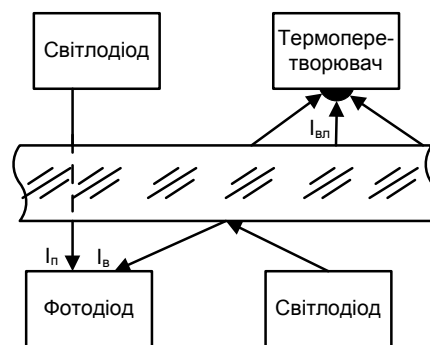 Світлодіод
Термопере-
творювач
Iвл
Iп
Iв
Фотодіод
Світлодіод